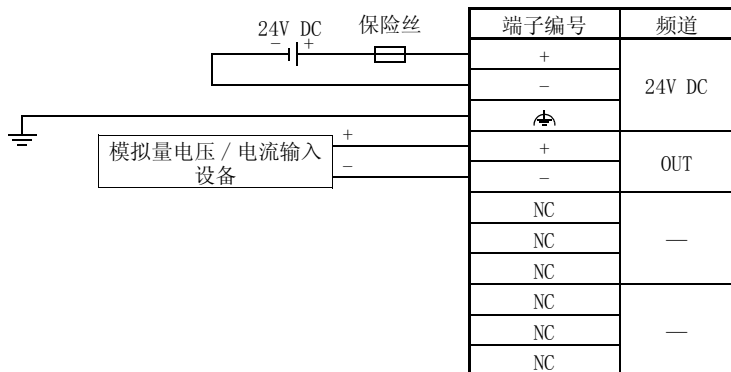 24V DC
- +
保险丝
端子编号 频道
+
-
24V DC
+
模拟量电压 / 电流输入
设备
-
+
-
OUT
NC
NC
NC
—
NC
NC
NC
—